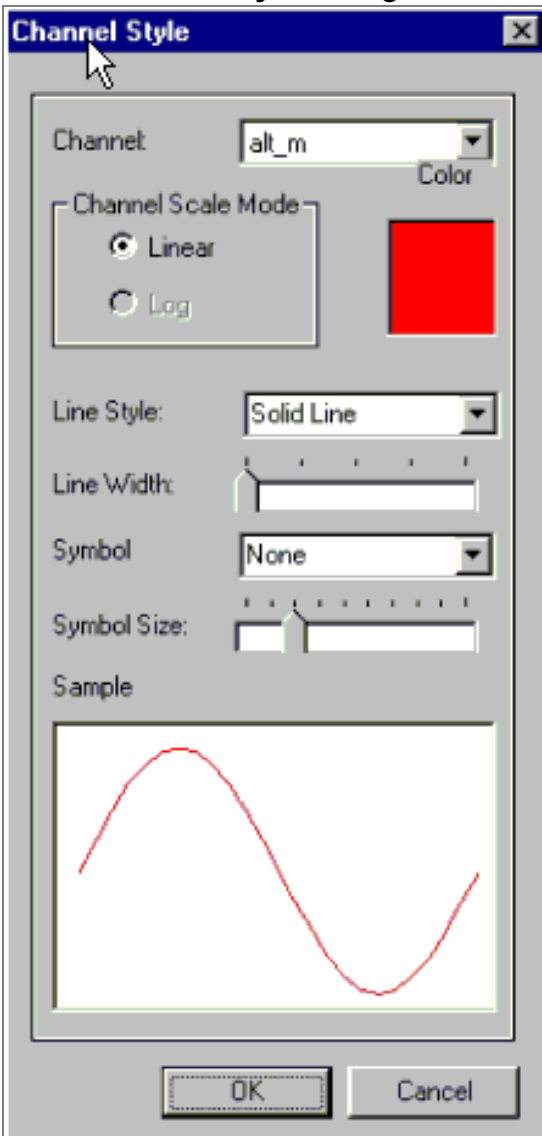 Channel Style
Channel:
alt_m
Color
Channel Scale Mode
Linear
Log
Line Style:
Solid Line
Line Width:
Symbol
None
Symbol Size:
Sample
OK
Cancel